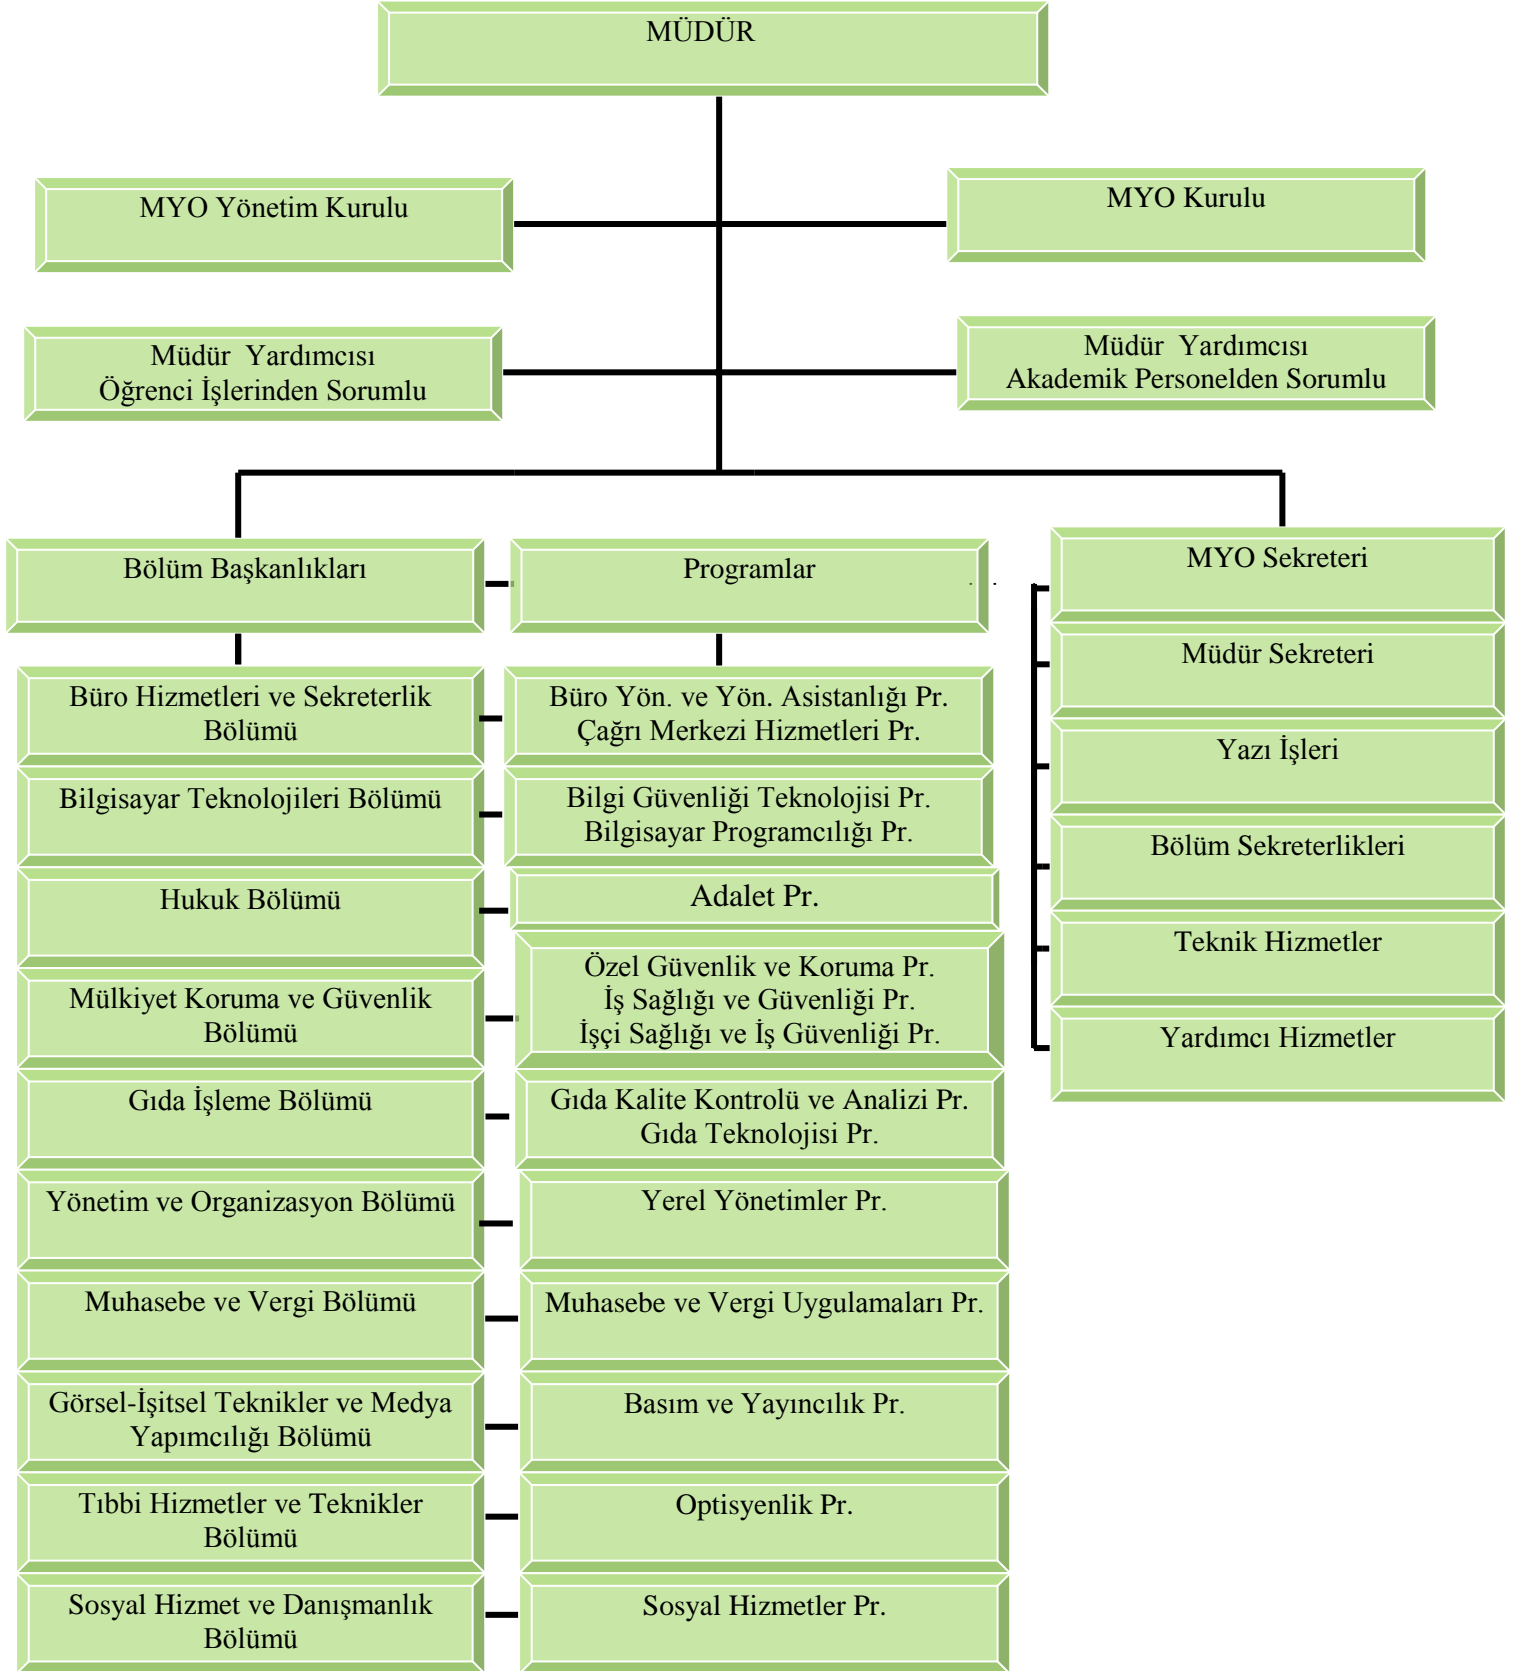 MÜDÜR
MYO Yönetim Kurulu
MYO Kurulu
Müdür  Yardımcısı
Öğrenci İşlerinden Sorumlu
Müdür  Yardımcısı
Akademik Personelden Sorumlu
Bölüm Başkanlıkları
Programlar
MYO Sekreteri
Müdür Sekreteri
Yazı İşleri
Bölüm Sekreterlikleri
Teknik Hizmetler
Yardımcı Hizmetler
Büro Hizmetleri ve Sekreterlik
Bölümü
Büro Yön. ve Yön. Asistanlığı Pr.
Çağrı Merkezi Hizmetleri Pr.
Bilgisayar Teknolojileri Bölümü
Bilgi Güvenliği Teknolojisi Pr.
Bilgisayar Programcılığı Pr.
Hukuk Bölümü
Adalet Pr.
Mülkiyet Koruma ve Güvenlik
Bölümü
Özel Güvenlik ve Koruma Pr.
İş Sağlığı ve Güvenliği Pr.
İşçi Sağlığı ve İş Güvenliği Pr.
Gıda İşleme Bölümü
Gıda Kalite Kontrolü ve Analizi Pr.
Gıda Teknolojisi Pr.
Yönetim ve Organizasyon Bölümü
Yerel Yönetimler Pr.
Muhasebe ve Vergi Bölümü
Muhasebe ve Vergi Uygulamaları Pr.
Görsel-İşitsel Teknikler ve Medya
Yapımcılığı Bölümü
Basım ve Yayıncılık Pr.
Tıbbi Hizmetler ve Teknikler
Bölümü
Optisyenlik Pr.
Sosyal Hizmet ve Danışmanlık
Bölümü
Sosyal Hizmetler Pr.